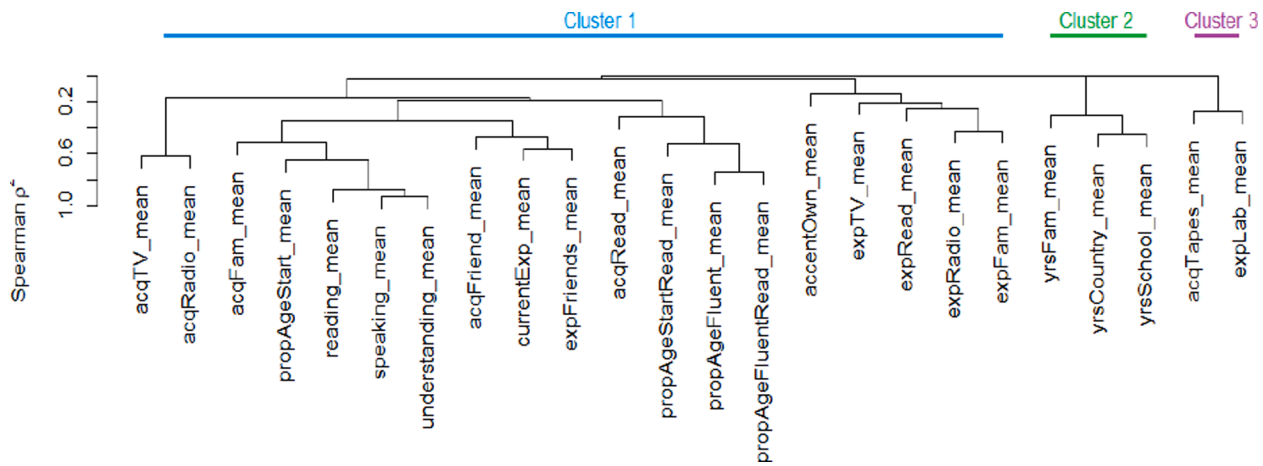 Cluster 1
Cluster 2
Cluster 3
Spearman ρ²
0.2
0.6
1.0
acqTV_mean
acqRadio_mean
acqFam_mean
propAgeStart_mean
reading_mean
speaking_mean
understanding_mean
acqFriend_mean
currentExp_mean
expFriends_mean
acqRead_mean
propAgeStartRead_mean
propAgeFluent_mean
propAgeFluentRead_mean
accentOwn_mean
expTV_mean
expRead_mean
expRadio_mean
expFam_mean
yrsFam_mean
yrsCountry_mean
yrsSchool_mean
acqTapes_mean
expLab_mean